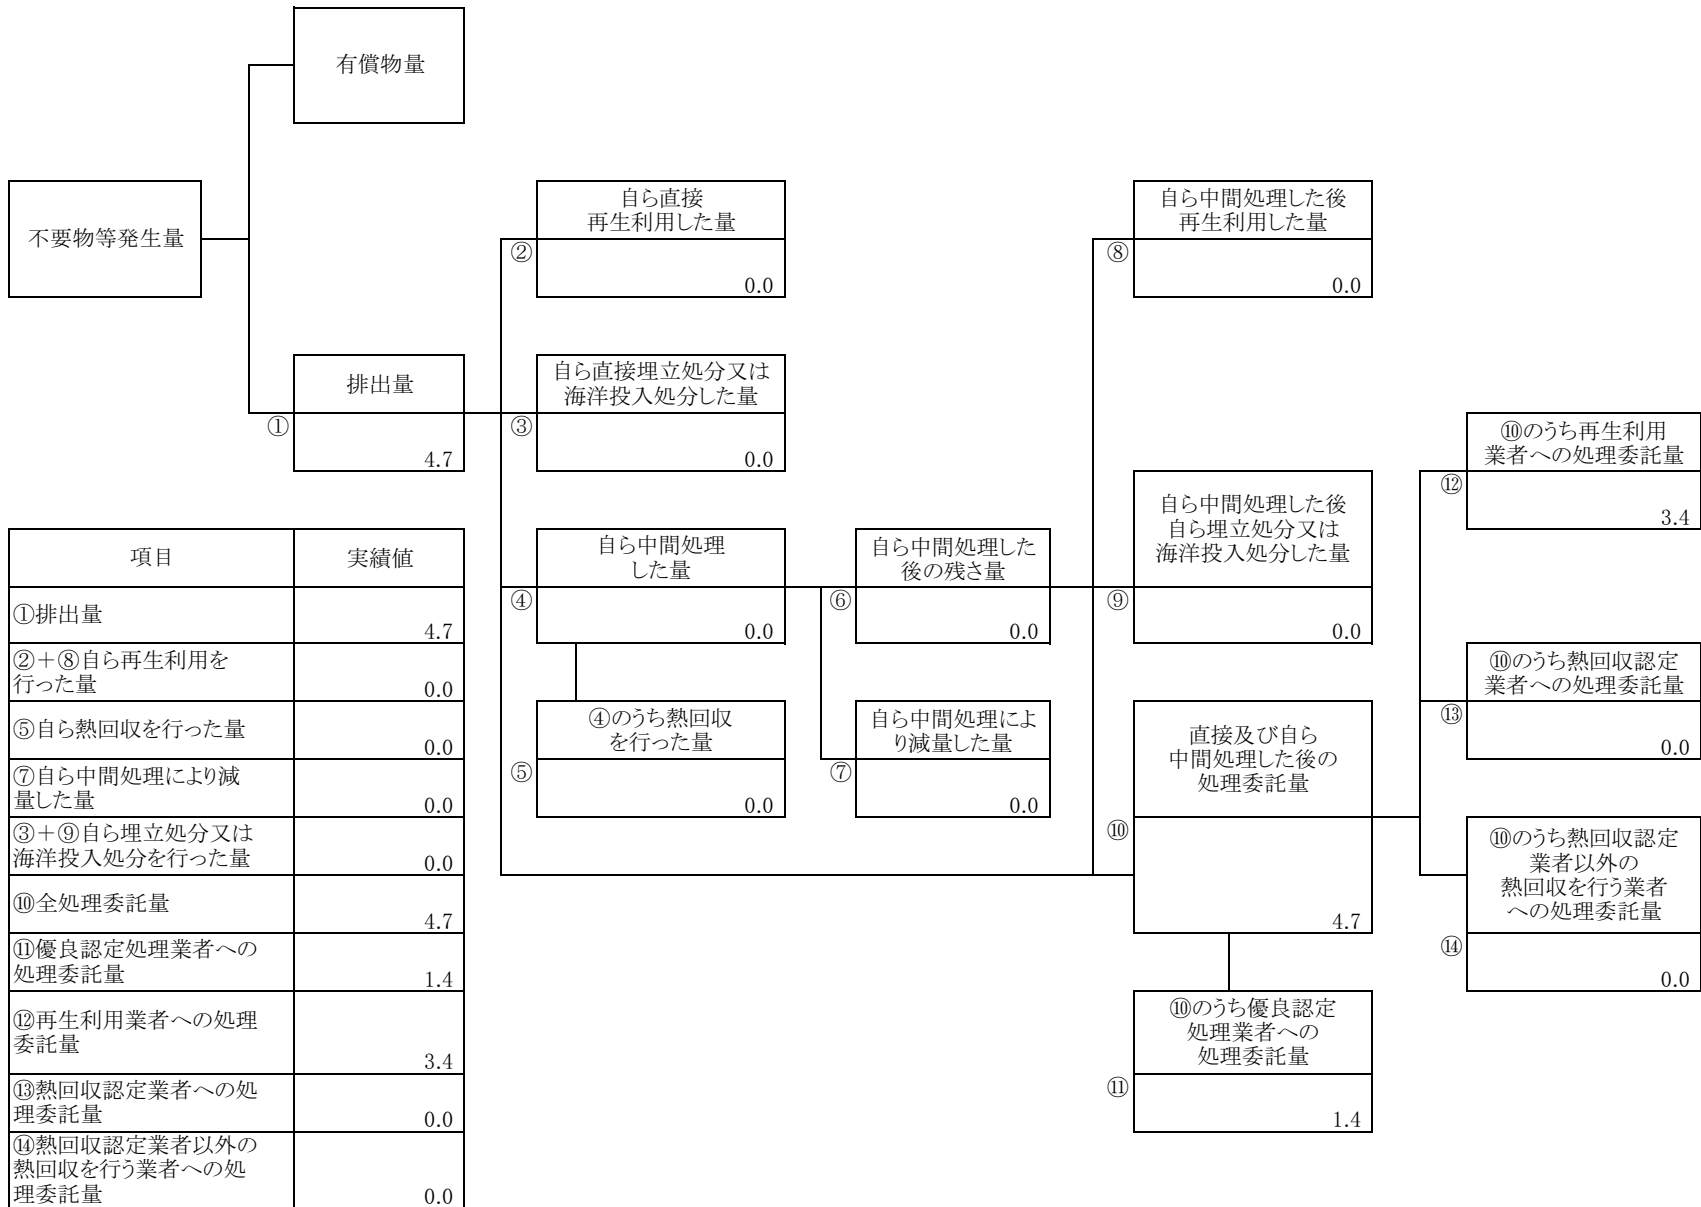 有償物量
不要物等発生量
自ら直接
再生利用した量
②
0.0
自ら中間処理した後
再生利用した量
⑧
0.0
排出量
①
4.7
自ら直接埋立処分又は
海洋投入処分した量
③
0.0
自ら中間処理
した量
④
0.0
自ら中間処理した
後の残さ量
⑥
0.0
自ら中間処理した後
自ら埋立処分又は
海洋投入処分した量
⑨
0.0
⑩のうち再生利用
業者への処理委託量
⑫
3.4
④のうち熱回収
を行った量
⑤
0.0
自ら中間処理によ
り減量した量
⑦
0.0
直接及び自ら
中間処理した後の
処理委託量
⑩
4.7
⑩のうち熱回収認定
業者への処理委託量
⑬
0.0
⑩のうち熱回収認定
業者以外の
熱回収を行う業者
への処理委託量
⑭
0.0
⑩のうち優良認定
処理業者への
処理委託量
⑪
1.4
項目 実績値
①排出量
4.7
②＋⑧自ら再生利用を
行った量 0.0
⑤自ら熱回収を行った量
0.0
⑦自ら中間処理により減
量した量 0.0
③＋⑨自ら埋立処分又は
海洋投入処分を行った量 0.0
⑩全処理委託量
4.7
⑪優良認定処理業者への
処理委託量 1.4
⑫再生利用業者への処理
委託量
3.4
⑬熱回収認定業者への処
理委託量 0.0
⑭熱回収認定業者以外の
熱回収を行う業者への処
理委託量 0.0